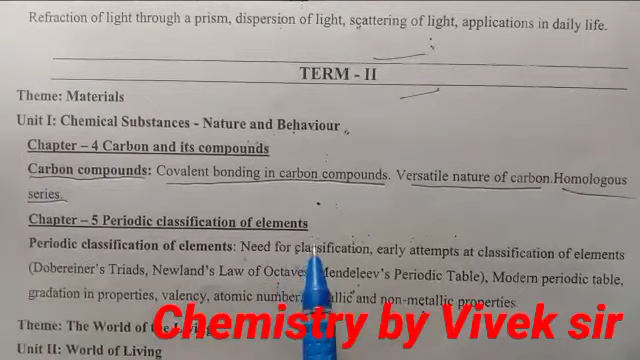 Refraction of light through a prism, dispersion of light, scattering of light, applications in daily life.
TERM - II
Theme: Materials
Unit I: Chemical Substances - Nature and Behaviour
Chapter – 4 Carbon and its compounds
Carbon compounds: Covalent bonding in carbon compounds. Versatile nature of carbon.Homologous
series.
Chapter – 5 Periodic classification of elements
Periodic classification of elements: Need for classification, early attempts at classification of elements
(Dobereiner's Triads, Newland's Law of Octaves, Mendeleev's Periodic Table), Modern periodic table,
gradation in properties, valency, atomic number, metallic and non-metallic properties
Theme: The World of the Living
Unit II: World of Living
Chemistry by Vivek sir